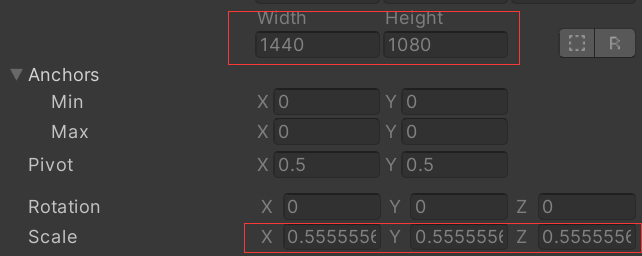 Width Height
1440 1080
R
Anchors
Min X 0 Y 0
Max X 0 Y 0
Pivot X 0.5 Y 0.5
Rotation X 0 Y 0 Z 0
Scale X 0.5555556 Y 0.5555556 Z 0.5555556